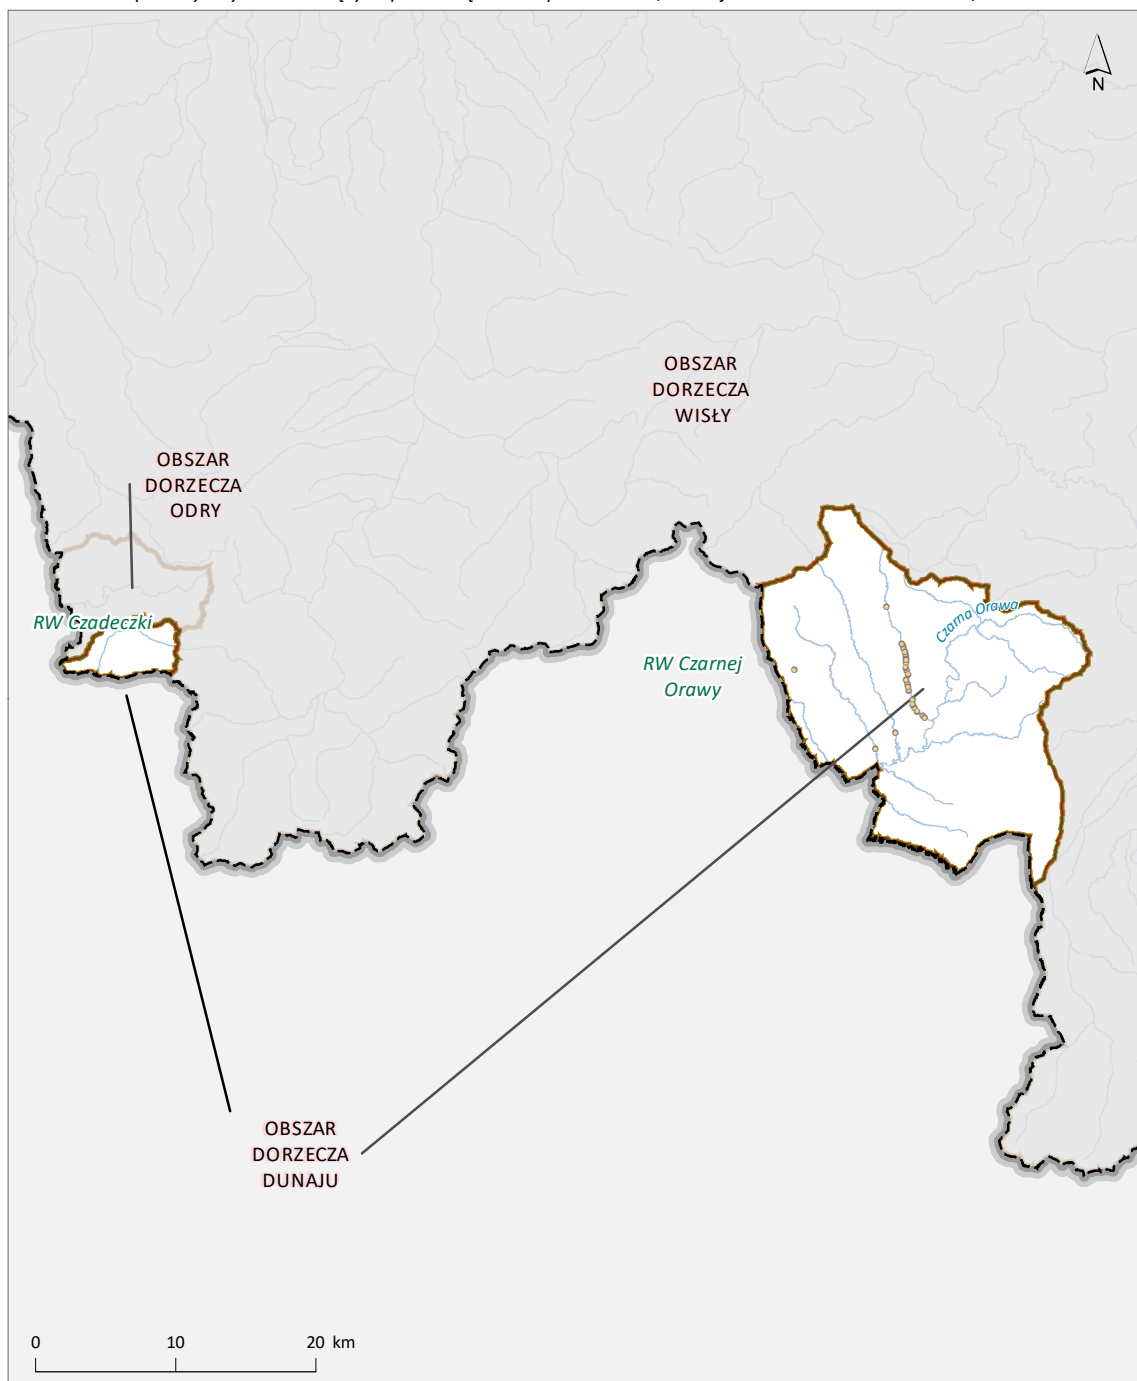 N
OBSZAR
DORZECZA
WISŁY
OBSZAR
DORZECZA
ODRY
RW Czadeczki
Czarna Orawa
RW Czarnej
Orawy
OBSZAR
DORZECZA
DUNAJU
0 10 20 km